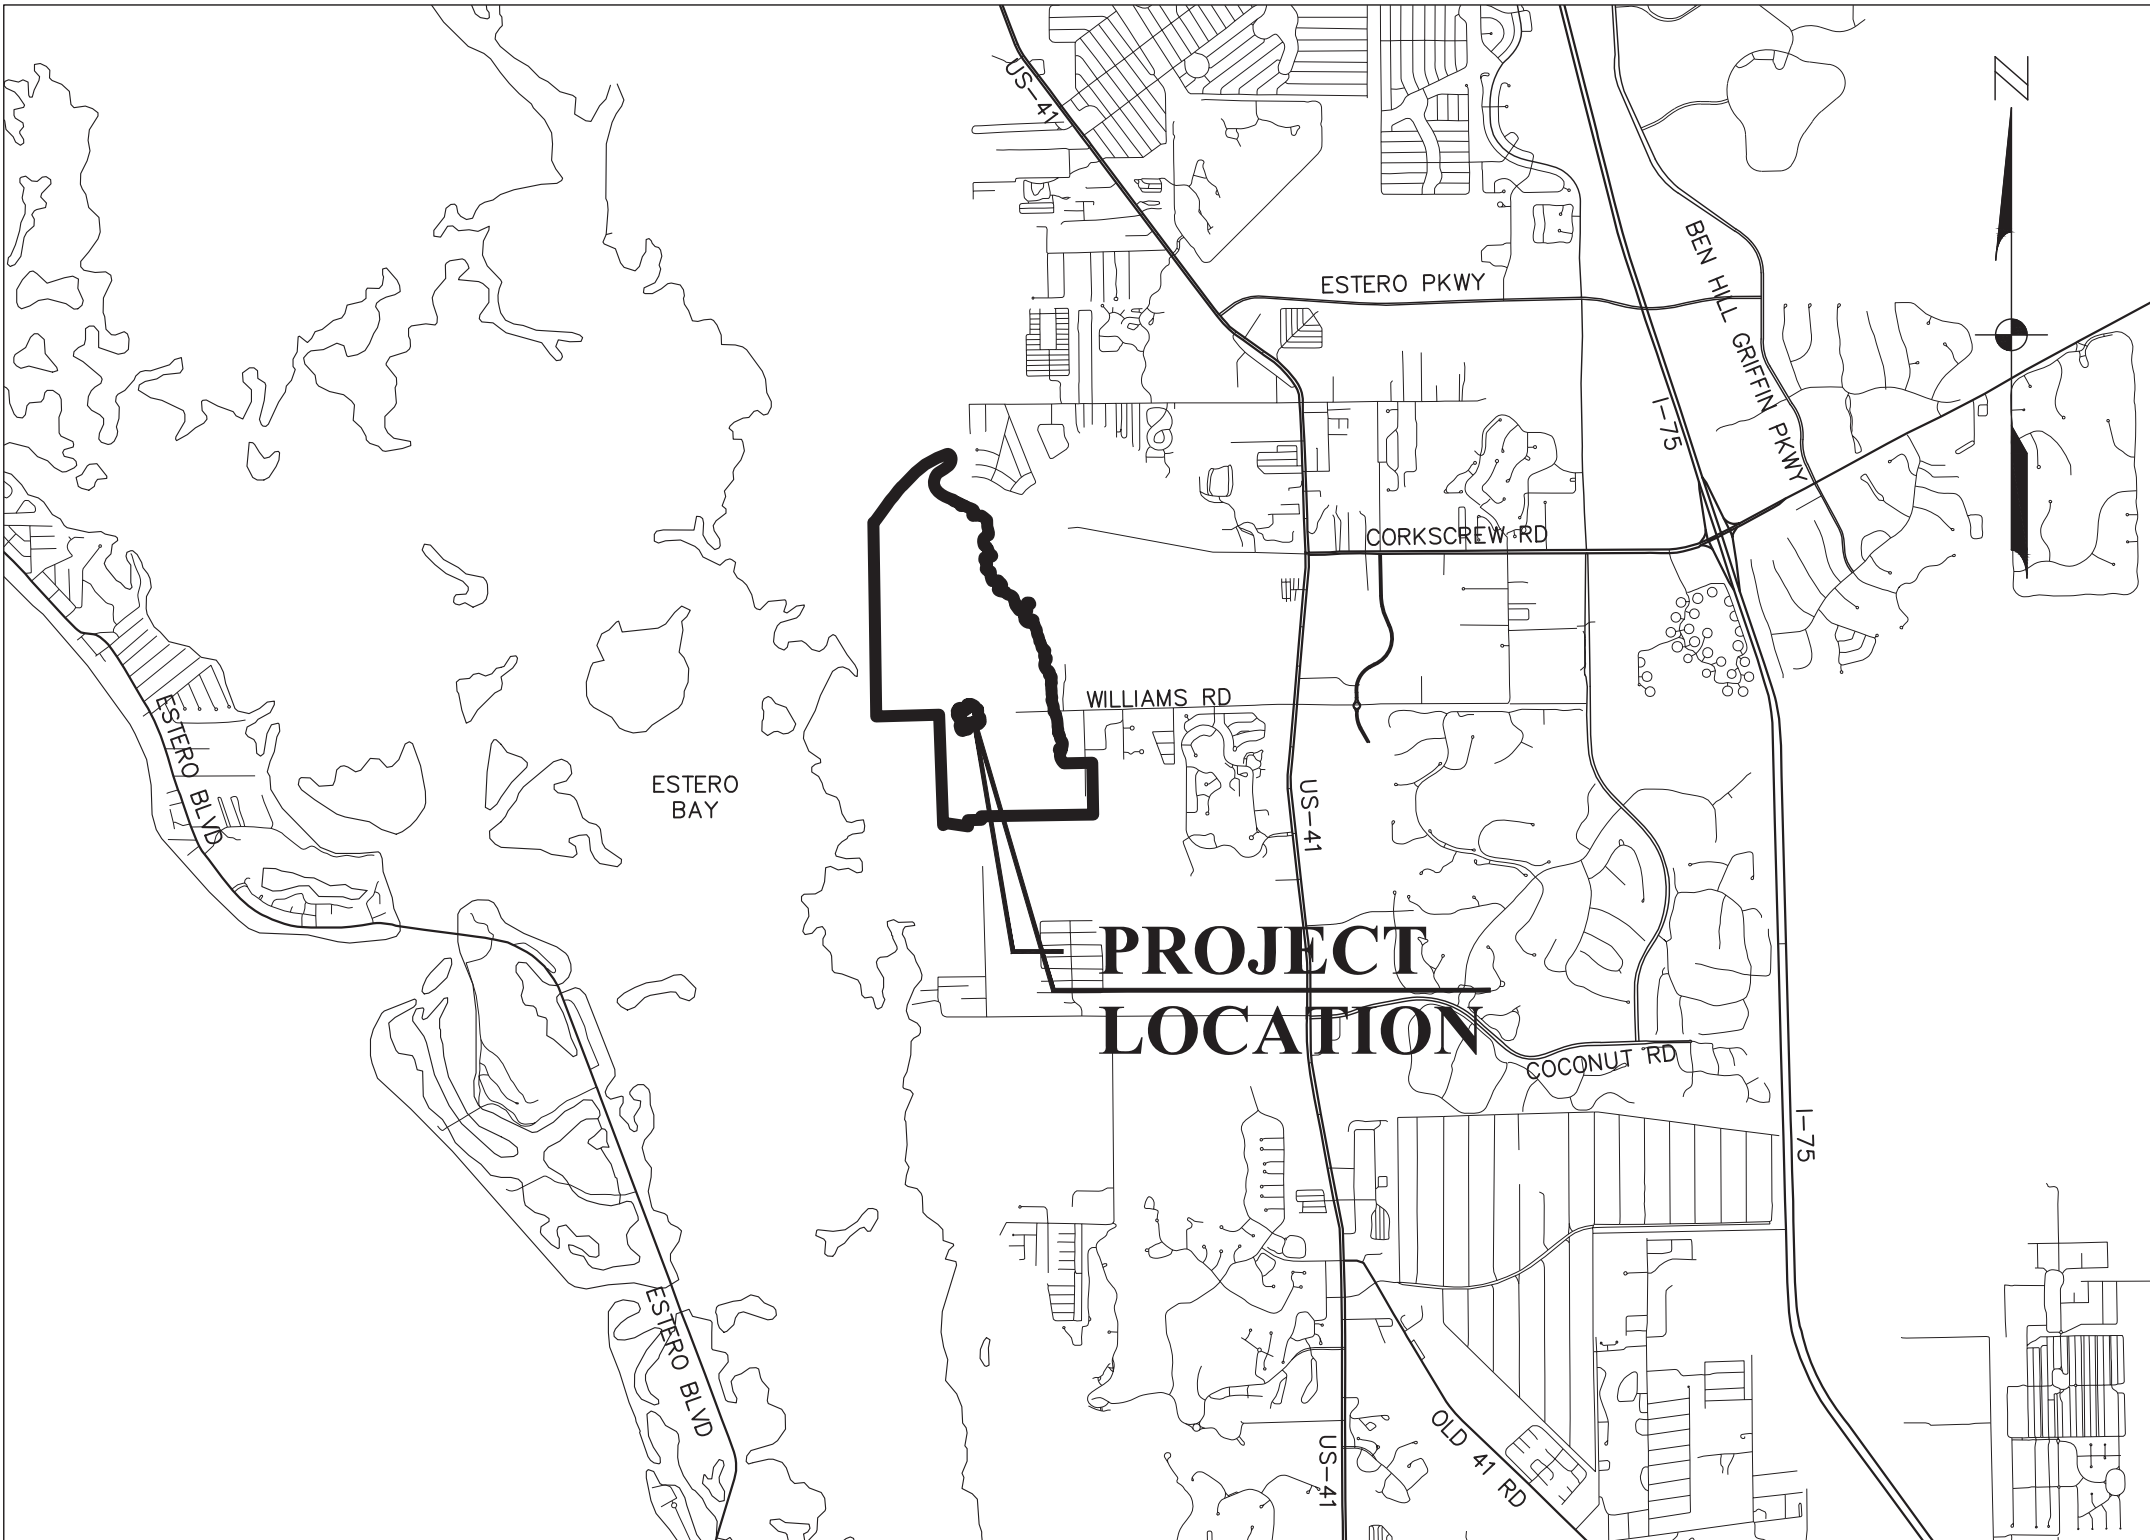 N
US-41
ESTERO PKWY
BEN HILL GRIFFIN PKWY
I-75
CORKSCREW RD
WILLIAMS RD
ESTERO BLVD
ESTERO
BAY
US-41
PROJECT
LOCATION
COCONUT RD
I-75
ESTERO BLVD
OLD 41 RD
US-41